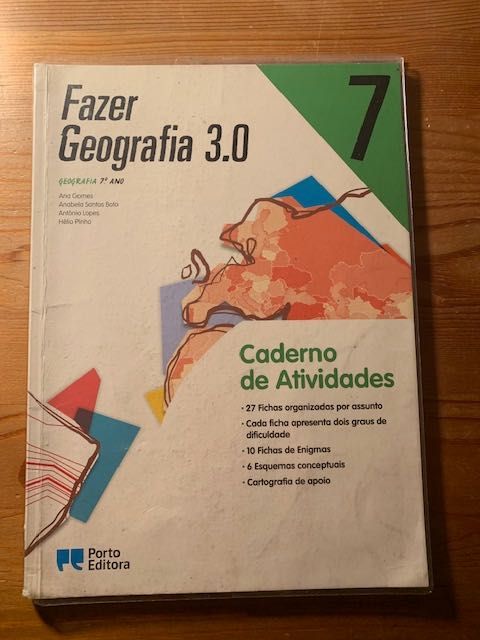 Fazer
Geografia 3.0
7
GEOGRAFIA 7º ANO
Ana Gomes
Anabela Santos Boto
António Lopes
Hélio Pinho
Caderno
de Atividades
• 27 Fichas organizadas por assunto
• Cada ficha apresenta dois graus de
dificuldade
• 10 Fichas de Enigmas
• 6 Esquemas conceptuais
• Cartografia de apoio
Porto
Editora